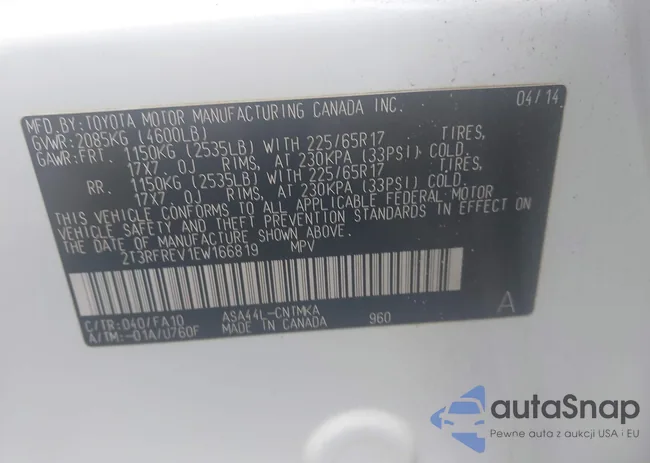 MFD.BY: TOYOTA MOTOR MANUFACTURING CANADA INC. 04/14
GVWR: 2085KG (4600LB)
GAWR: FRT. 1150KG (2535LB) WITH 225/65R17 TIRES,
17X7.0J RIMS, AT 230KPA (33PSI) COLD.
RR. 1150KG (2535LB) WITH 225/65R17 TIRES,
17X7.0J RIMS, AT 230KPA (33PSI) COLD.
THIS VEHICLE CONFORMS TO ALL APPLICABLE FEDERAL MOTOR
VEHICLE SAFETY AND THEFT PREVENTION STANDARDS IN EFFECT ON
THE DATE OF MANUFACTURE SHOWN ABOVE.
2T3RFREV1EW166819 MPV
C/TR: 040/FA10 ASA44L-CNTMKA 960 A
A/TM: -01A/U760F MADE IN CANADA
autoSnap
Pewne auta z aukcji USA i EU